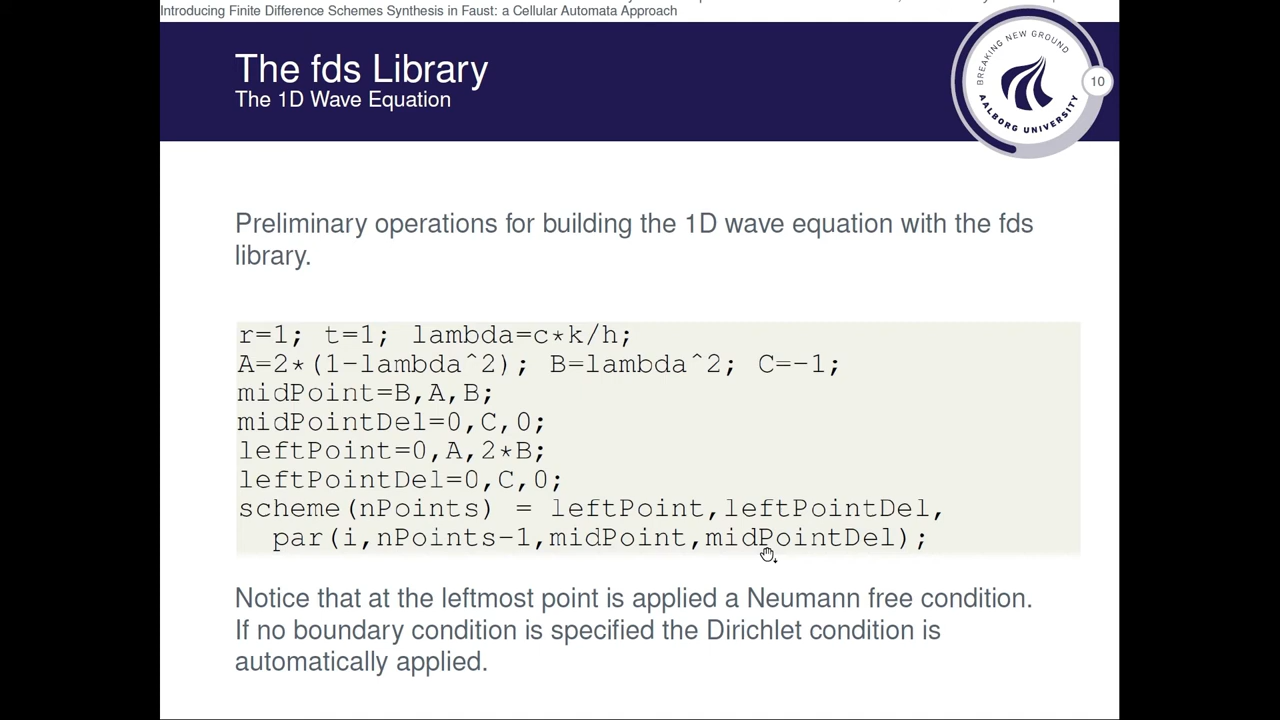 Introducing Finite Difference Schemes Synthesis in Faust: a Cellular Automata Approach
The fds Library
The 1D Wave Equation
BREAKING NEW GROUND
AALBORG UNIVERSITY
10
Preliminary operations for building the 1D wave equation with the fds
library.
r=1; t=1; lambda=c*k/h;
A=2*(1-lambda^2); B=lambda^2; C=-1;
midPoint=B,A,B;
midPointDel=0,C,0;
leftPoint=0,A,2*B;
leftPointDel=0,C,0;
scheme(nPoints) = leftPoint,leftPointDel,
par(i,nPoints-1,midPoint,midPointDel);
Notice that at the leftmost point is applied a Neumann free condition.
If no boundary condition is specified the Dirichlet condition is
automatically applied.